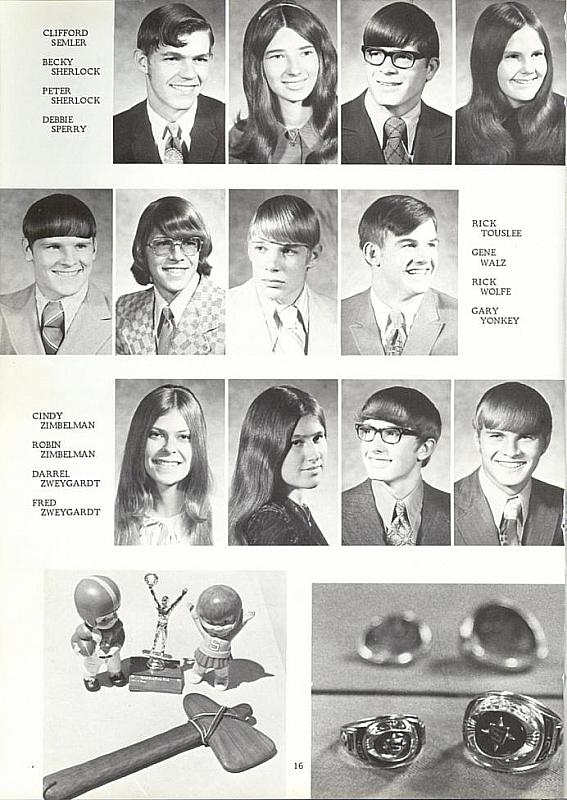 CLIFFORD
SEMLER
BECKY
SHERLOCK
PETER
SHERLOCK
DEBBIE
SPERRY
RICK
TOUSLEE
GENE
WALZ
RICK
WOLFE
GARY
YONKEY
CINDY
ZIMBELMAN
ROBIN
ZIMBELMAN
DARREL
ZWEYGARDT
FRED
ZWEYGARDT
S
S
16